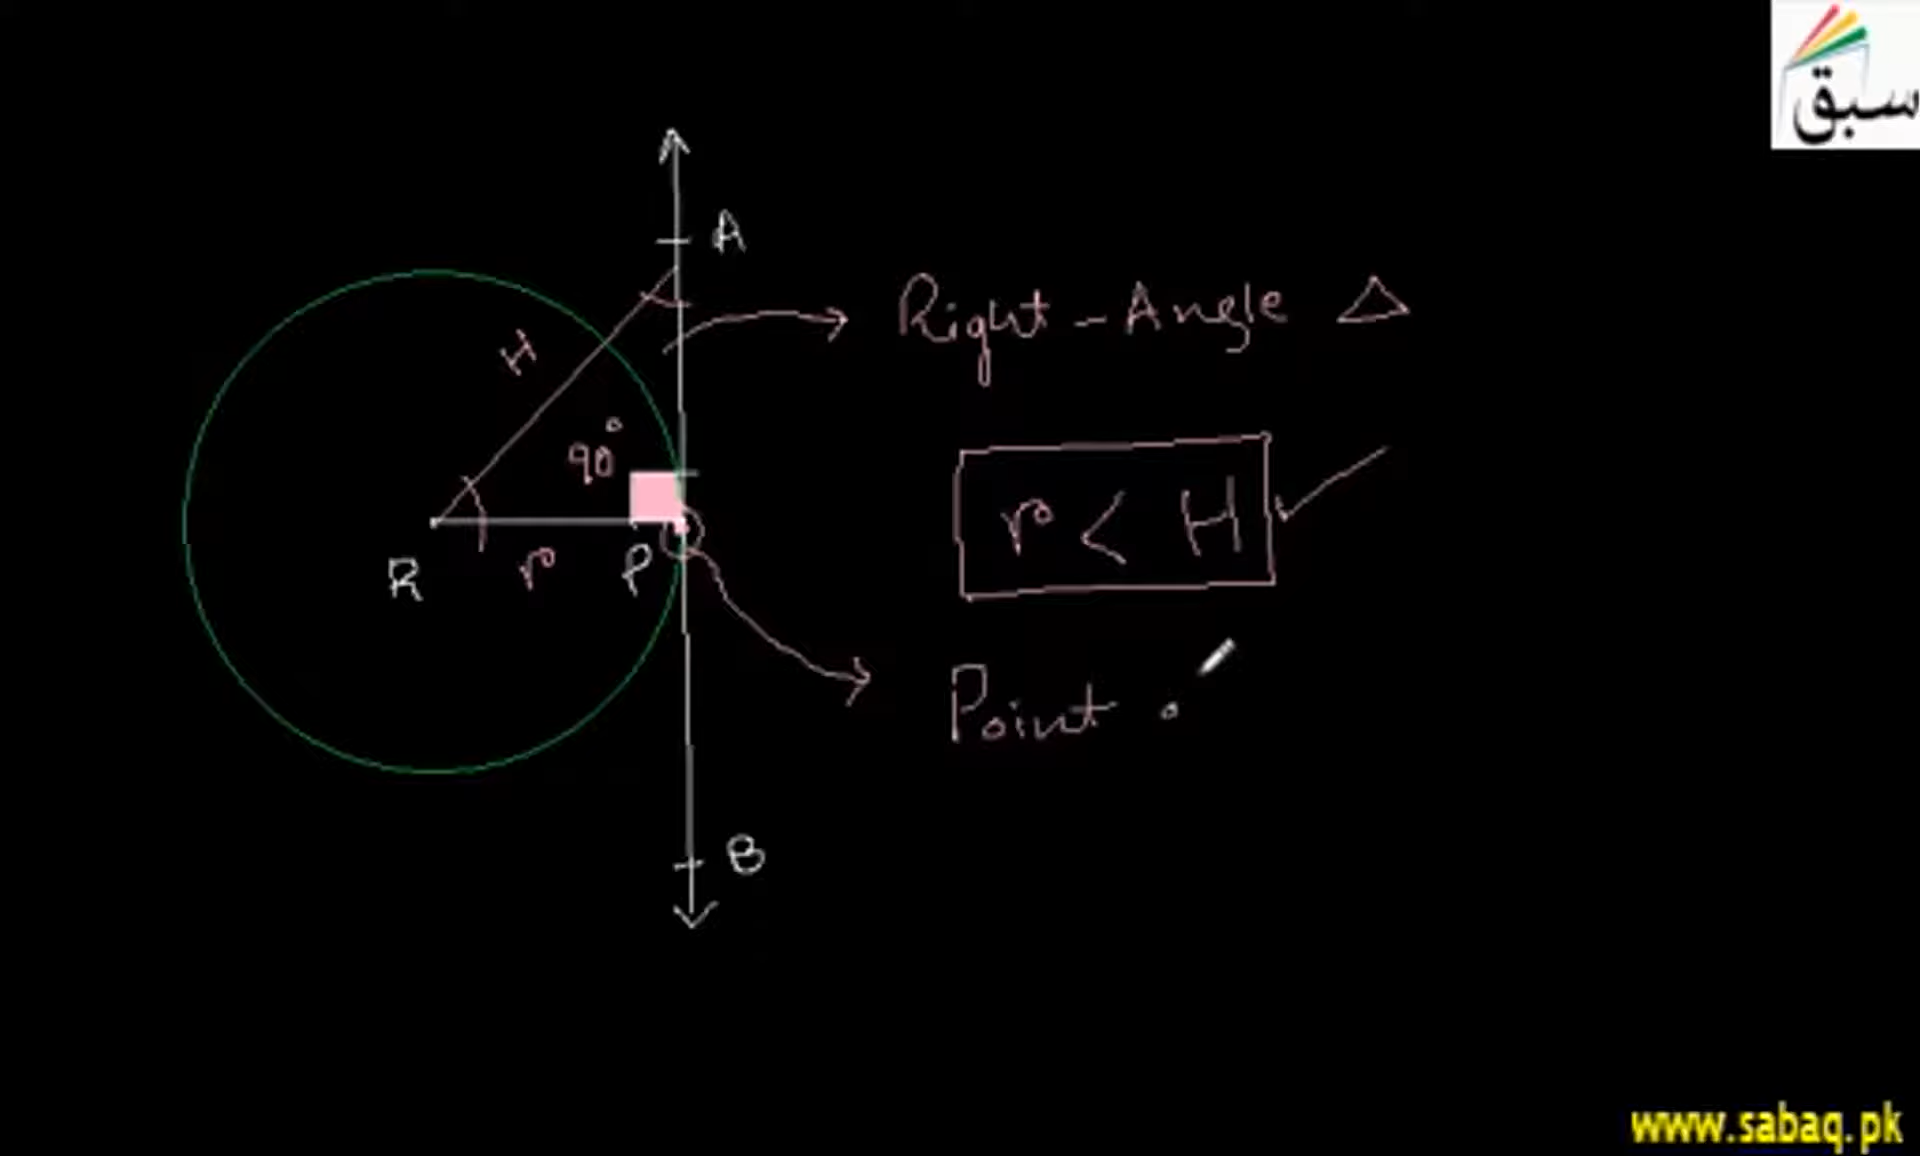 سبق
A
Right-Angle △
H
90°
r < H
R r P
Point o
B
www.sabaq.pk